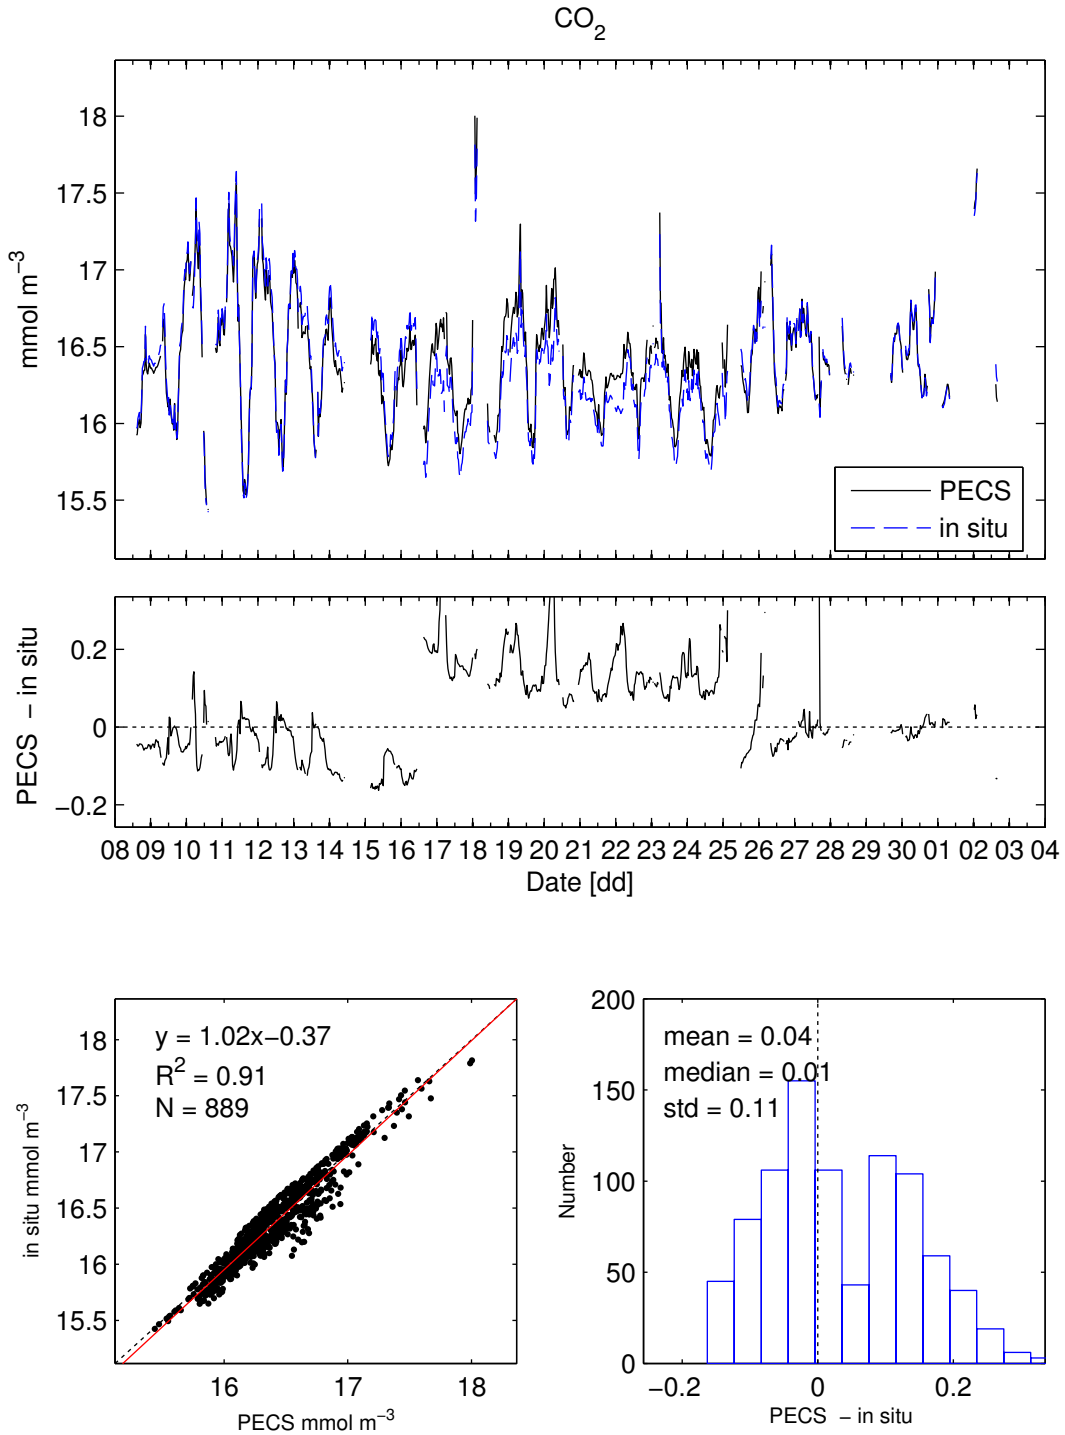 CO2
18
17.5
17
16.5
16
15.5
mmol m−3
PECS
in situ
0.2
0
−0.2
PECS − in situ
08 09 10 11 12 13 14 15 16 17 18 19 20 21 22 23 24 25 26 27 28 29 30 01 02 03 04
Date [dd]
y = 1.02x−0.37
R2 = 0.91
N = 889
18
17.5
17
16.5
16
15.5
in situ mmol m−3
16 17 18
PECS mmol m−3
mean = 0.04
median = 0.01
std = 0.11
200
150
100
50
0
Number
−0.2 0 0.2
PECS − in situ